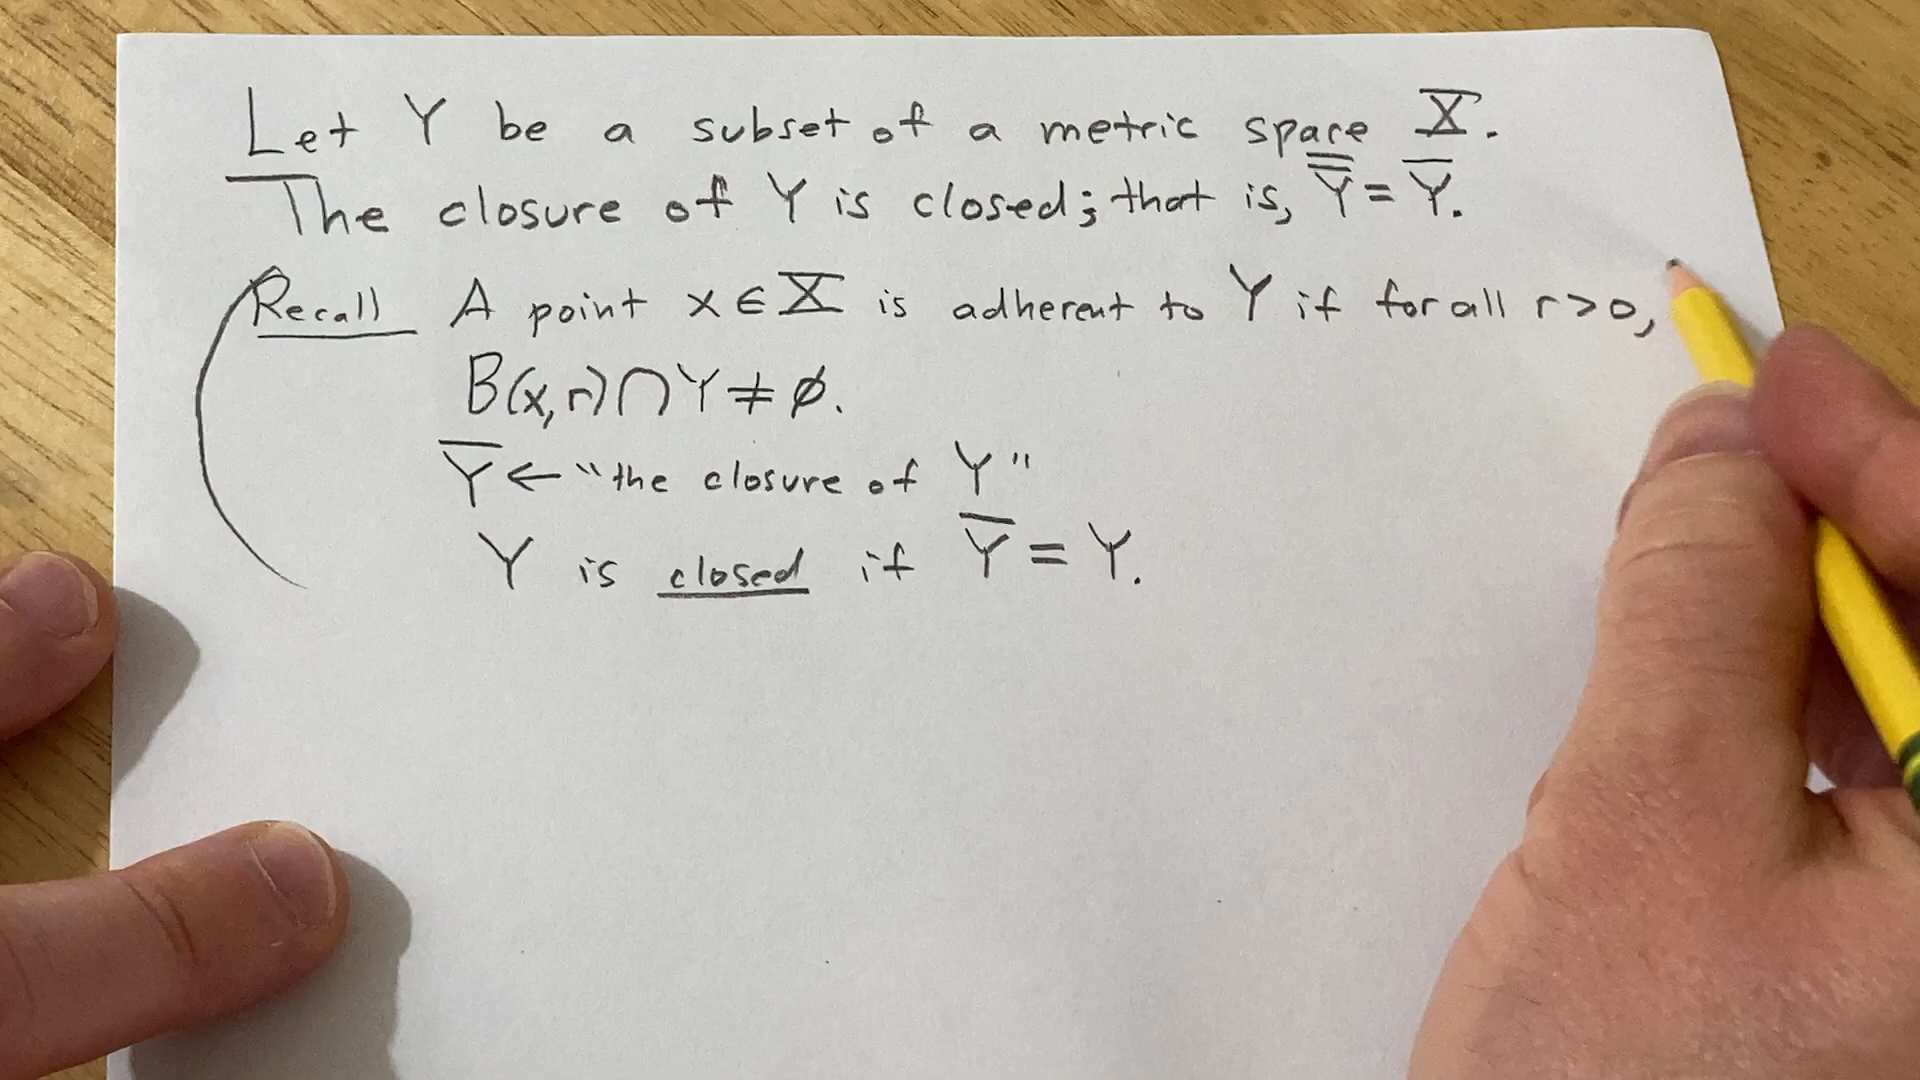 Let Y be a subset of a metric space X.
The closure of Y is closed; that is, Y̿ = Y̅.
Recall A point x ∈ X is adherent to Y if for all r > 0,
B(x, r) ∩ Y ≠ ∅.
Y̅ ← "the closure of Y"
Y is closed if Y̅ = Y.